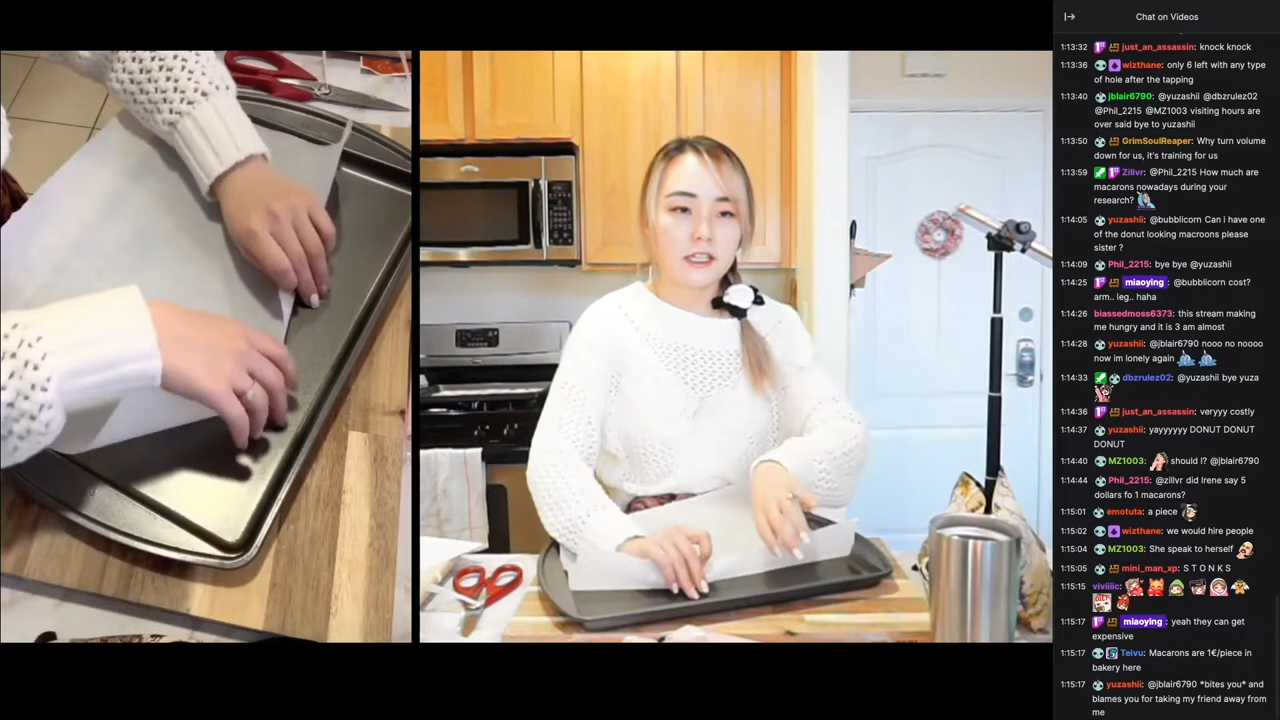 Chat on Videos
1:13:32 just_an_assassin: knock knock
1:13:36 wizthane: only 6 left with any type
of hole after the tapping
1:13:40 jblair6790: @yuzashii @dbzrulez02
@Phil_2215 @MZ1003 visiting hours are
over said bye to yuzashii
1:13:50 GrimSoulReaper: Why turn volume
down for us, it's training for us
1:13:59 Zillvr: @Phil_2215 How much are
macarons nowadays during your
research?
1:14:05 yuzashii: @bubblicorn Can i have one
of the donut looking macroons please
sister ?
1:14:09 Phil_2215: bye bye @yuzashii
1:14:25 miaoying: @bubblicorn cost?
arm.. leg.. haha
1:14:26 biassedmoss6373: this stream making
me hungry and it is 3 am almost
1:14:28 yuzashii: @jblair6790 nooo no noooo
now im lonely again
1:14:33 dbzrulez02: @yuzashii bye yuza
1:14:36 just_an_assassin: veryyy costly
1:14:37 yuzashii: yayyyyyy DONUT DONUT
DONUT
1:14:40 MZ1003: should I? @jblair6790
1:14:44 Phil_2215: @zillvr did Irene say 5
dollars fo 1 macarons?
1:15:01 emotuta: a piece
1:15:02 wizthane: we would hire people
1:15:04 MZ1003: She speak to herself
1:15:05 mini_man_xp: S T O N K S
1:15:15 viviiiic:
1:15:17 miaoying: yeah they can get
expensive
1:15:17 Teivu: Macarons are 1€/piece in
bakery here
1:15:17 yuzashii: @jblair6790 *bites you* and
blames you for taking my friend away from
me